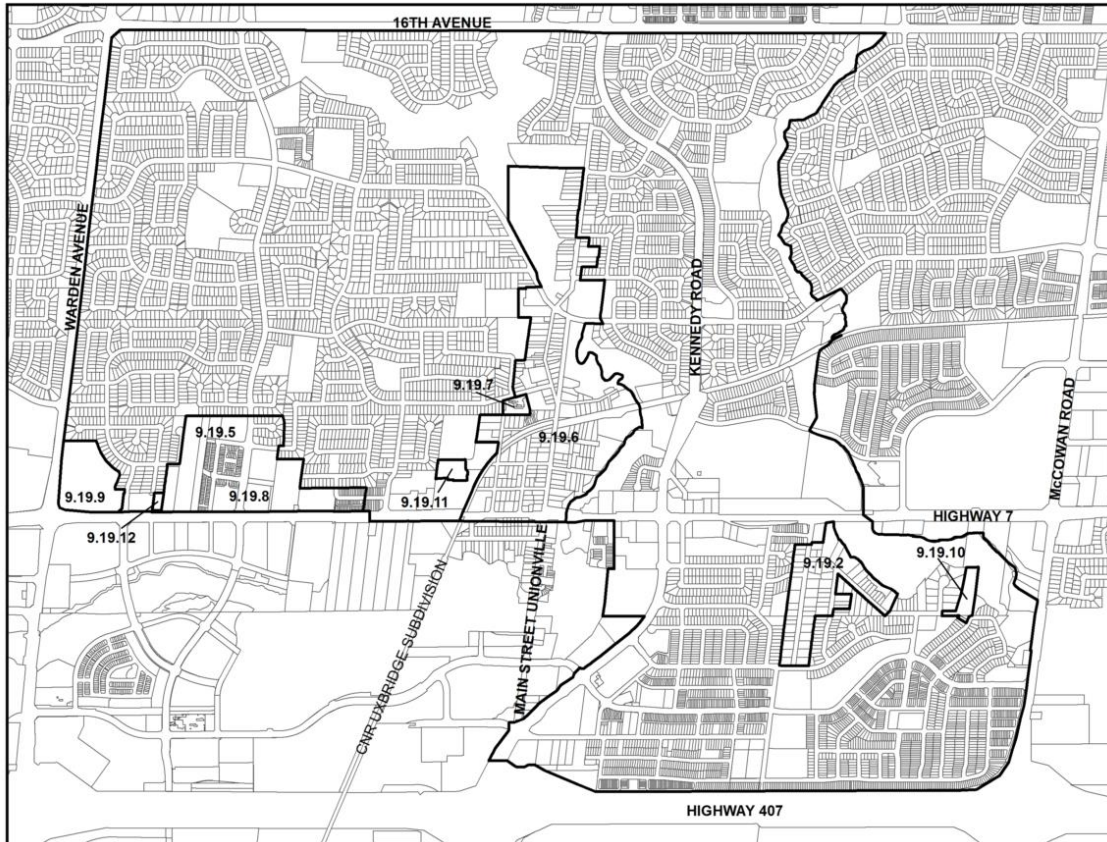 16TH AVENUE
WARDEN AVENUE
KENNEDY ROAD
McCOWAN ROAD
9.19.7
9.19.5
9.19.6
9.19.9
9.19.8
9.19.11
9.19.12
HIGHWAY 7
9.19.2
9.19.10
CNR UXBRIDGE SUBDIVISION
MAIN STREET UNIONVILLE
HIGHWAY 407